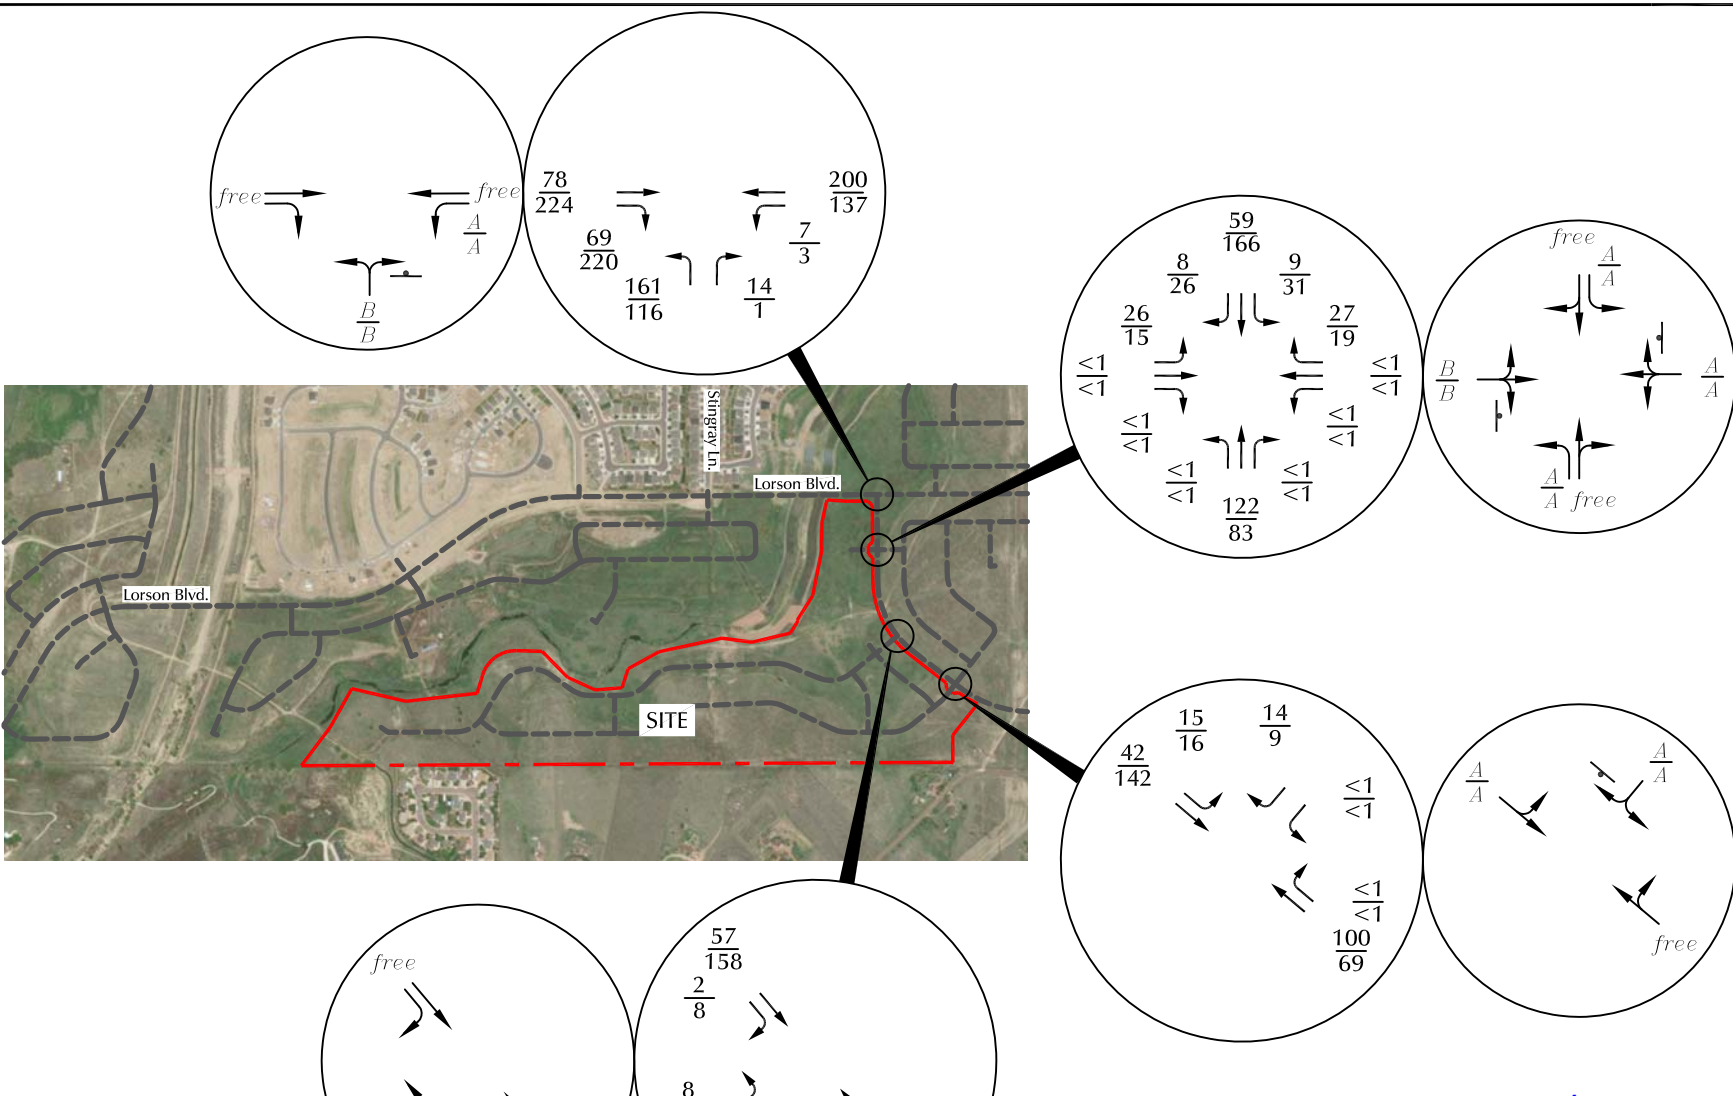 free
free
A
A
B
B
78
224
69
220
161
116
14
1
7
3
200
137
59
166
8
26
9
31
26
15
27
19
<1
<1
<1
<1
<1
<1
<1
<1
<1
<1
<1
<1
122
83
free
A
A
B
B
A
A
A
A
free
Stingray Ln.
Lorson Blvd.
Lorson Blvd.
SITE
15
16
14
9
42
142
<1
<1
<1
<1
100
69
A
A
A
A
free
free
57
158
2
8
8